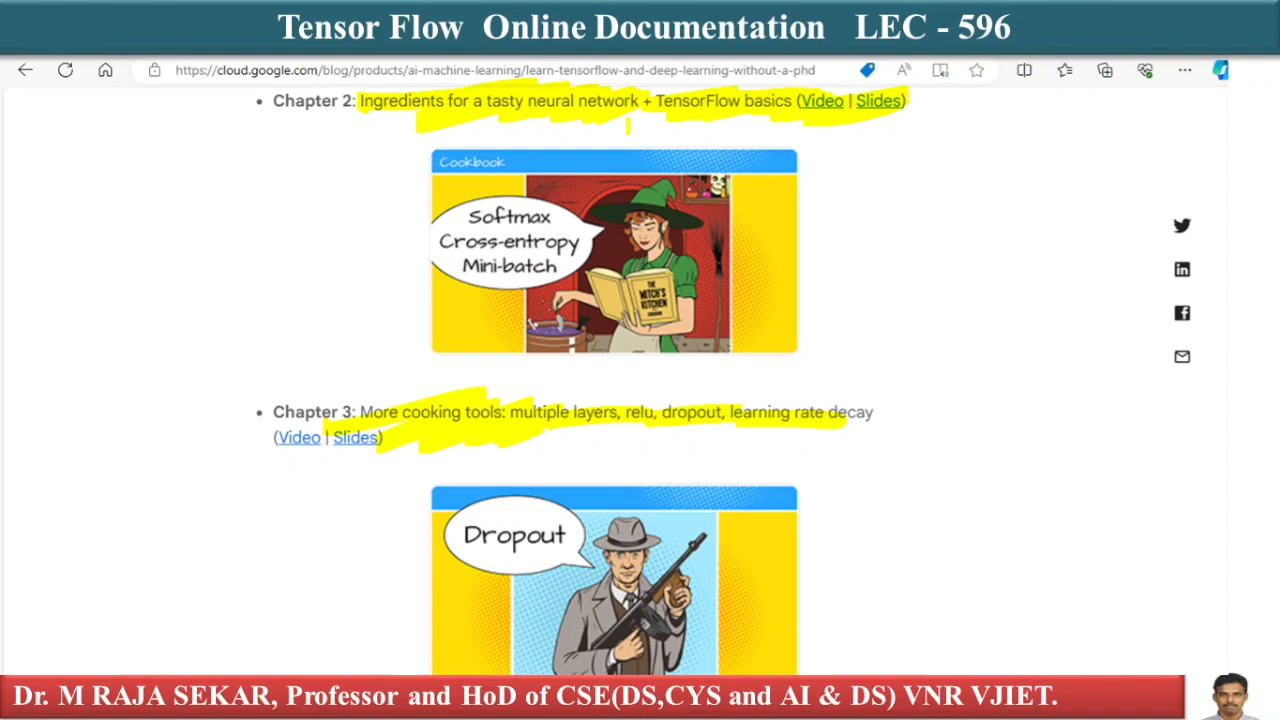 Tensor Flow Online Documentation LEC - 596
https://cloud.google.com/blog/products/ai-machine-learning/learn-tensorflow-and-deep-learning-without-a-phd
• Chapter 2: Ingredients for a tasty neural network + TensorFlow basics (Video | Slides)
Cookbook
Softmax
Cross-entropy
Mini-batch
THE
WITCH'S
KITCHEN
COOKBOOK
• Chapter 3: More cooking tools: multiple layers, relu, dropout, learning rate decay
(Video | Slides)
Dropout
Dr. M RAJA SEKAR, Professor and HoD of CSE(DS,CYS and AI & DS) VNR VJIET.